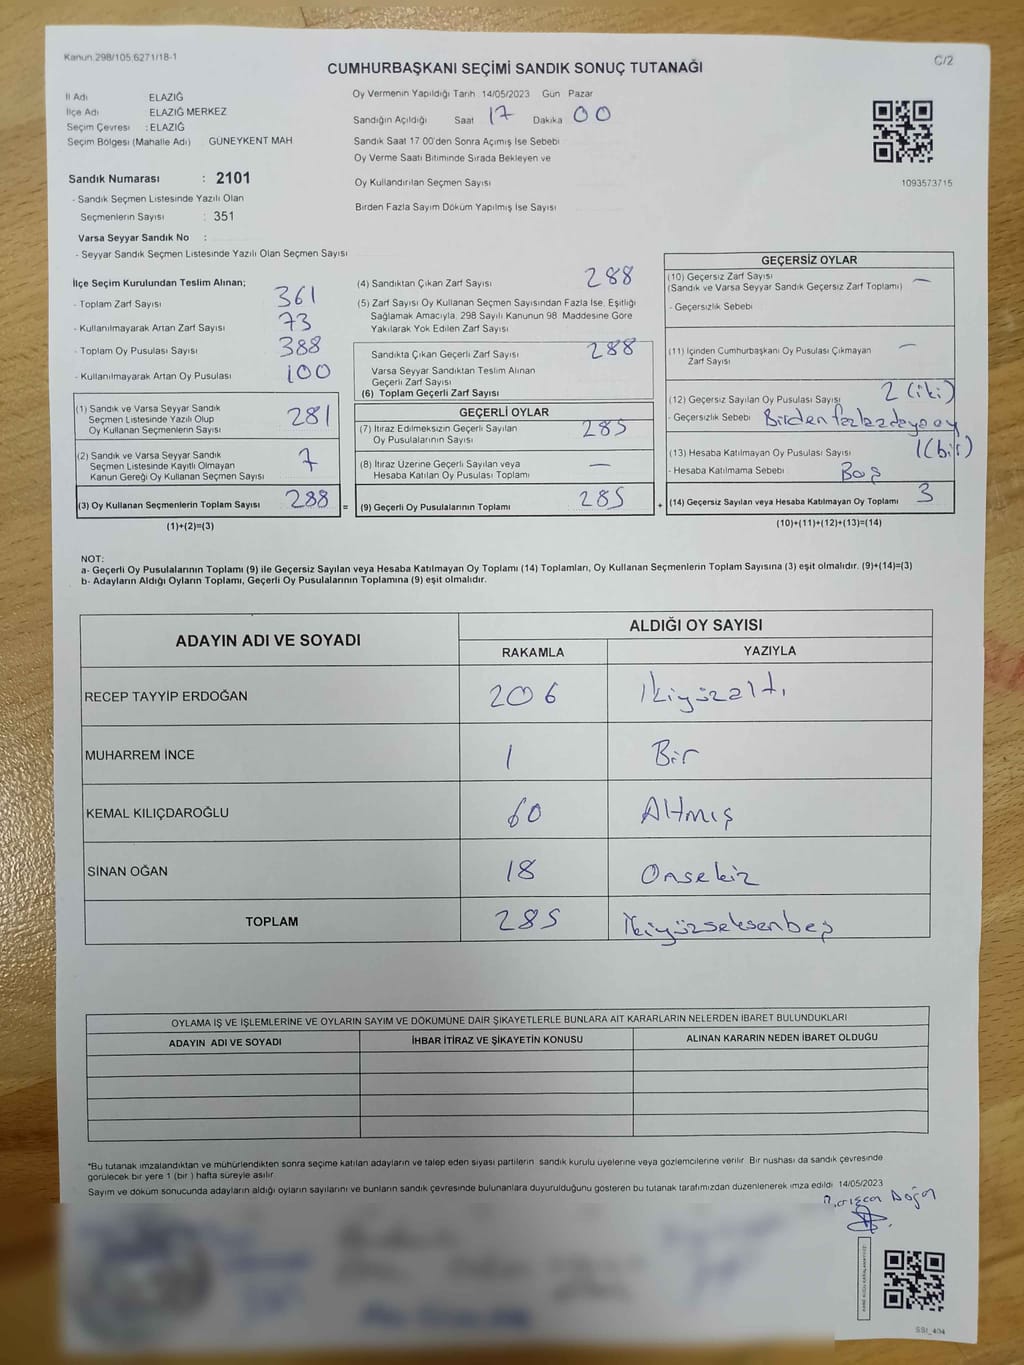 Kanun 298/105,6271/18-1
C/2
CUMHURBAŞKANI SEÇİMİ SANDIK SONUÇ TUTANAĞI
İl Adı ELAZIĞ
İlçe Adı ELAZIĞ MERKEZ
Seçim Çevresi : ELAZIĞ
Seçim Bölgesi (Mahalle Adı) GÜNEYKENT MAH
Sandık Numarası : 2101
- Sandık Seçmen Listesinde Yazılı Olan
Seçmenlerin Sayısı : 351
Varsa Seyyar Sandık No :
- Seyyar Sandık Seçmen Listesinde Yazılı Olan Seçmen Sayısı
Oy Vermenin Yapıldığı Tarih 14/05/2023 Gün Pazar
Sandığın Açıldığı Saat 17 Dakika 00
Sandık Saat 17 00'den Sonra Açımış İse Sebebi
Oy Verme Saati Bitiminde Sırada Bekleyen ve
Oy Kullandırılan Seçmen Sayısı
Birden Fazla Sayım Döküm Yapılmış İse Sayısı
1093573715
İlçe Seçim Kurulundan Teslim Alınan;
- Toplam Zarf Sayısı 361
- Kullanılmayarak Artan Zarf Sayısı 73
- Toplam Oy Pusulası Sayısı 388
- Kullanılmayarak Artan Oy Pusulası 100
(1) Sandık ve Varsa Seyyar Sandık
Seçmen Listesinde Yazılı Olup
Oy Kullanan Seçmenlerin Sayısı 281
(2) Sandık ve Varsa Seyyar Sandık
Seçmen Listesinde Kayıtlı Olmayan
Kanun Gereği Oy Kullanan Seçmen Sayısı 7
(3) Oy Kullanan Seçmenlerin Toplam Sayısı 288 =
(1)+(2)=(3)
(4) Sandıktan Çıkan Zarf Sayısı 288
(5) Zarf Sayısı Oy Kullanan Seçmen Sayısından Fazla İse, Eşitliği
Sağlamak Amacıyla, 298 Sayılı Kanunun 98 Maddesine Göre
Yakılarak Yok Edilen Zarf Sayısı
Sandıkta Çıkan Geçerli Zarf Sayısı 288
Varsa Seyyar Sandıktan Teslim Alınan
Geçerli Zarf Sayısı
(6) Toplam Geçerli Zarf Sayısı
GEÇERLİ OYLAR
(7) İtiraz Edilmeksizin Geçerli Sayılan
Oy Pusulalarının Sayısı 285
(8) İtiraz Üzerine Geçerli Sayılan veya
Hesaba Katılan Oy Pusulası Toplamı —
(9) Geçerli Oy Pusulalarının Toplamı 285 +
GEÇERSİZ OYLAR
(10) Geçersiz Zarf Sayısı
(Sandık ve Varsa Seyyar Sandık Geçersiz Zarf Toplamı) —
- Geçersizlik Sebebi
(11) İçinden Cumhurbaşkanı Oy Pusulası Çıkmayan
Zarf Sayısı —
(12) Geçersiz Sayılan Oy Pusulası Sayısı 2 (iki)
- Geçersizlik Sebebi Birden fazla adaya oy
(13) Hesaba Katılmayan Oy Pusulası Sayısı 1 (bir)
- Hesaba Katılmama Sebebi Boş
(14) Geçersiz Sayılan veya Hesaba Katılmayan Oy Toplamı 3
(10)+(11)+(12)+(13)=(14)
NOT:
a- Geçerli Oy Pusulalarının Toplamı (9) ile Geçersiz Sayılan veya Hesaba Katılmayan Oy Toplamı (14) Toplamları, Oy Kullanan Seçmenlerin Toplam Sayısına (3) eşit olmalıdır. (9)+(14)=(3)
b- Adayların Aldığı Oyların Toplamı, Geçerli Oy Pusulalarının Toplamına (9) eşit olmalıdır.
ADAYIN ADI VE SOYADI
ALDIĞI OY SAYISI
RAKAMLA YAZIYLA
RECEP TAYYİP ERDOĞAN 206 İkiyüzaltı
MUHARREM İNCE 1 Bir
KEMAL KILIÇDAROĞLU 60 Altmış
SİNAN OĞAN 18 Onsekiz
TOPLAM 285 İkiyüzseksenbeş
OYLAMA İŞ VE İŞLEMLERİNE VE OYLARIN SAYIM VE DÖKÜMÜNE DAİR ŞİKAYETLERLE BUNLARA AİT KARARLARIN NELERDEN İBARET BULUNDUKLARI
ADAYIN ADI VE SOYADI İHBAR İTİRAZ VE ŞİKAYETİN KONUSU ALINAN KARARIN NEDEN İBARET OLDUĞU
*Bu tutanak imzalandıktan ve mühürlendikten sonra seçime katılan adayların ve talep eden siyasi partilerin sandık kurulu üyelerine veya gözlemcilerine verilir. Bir nüshası da sandık çevresinde
görülecek bir yere 1 (bir) hafta süreyle asılır.
Sayım ve döküm sonucunda adayların aldığı oyların sayılarını ve bunların sandık çevresinde bulunanlara duyurulduğunu gösteren bu tutanak tarafımızdan düzenlenerek imza edildi 14/05/2023
Doğan
SSI_404